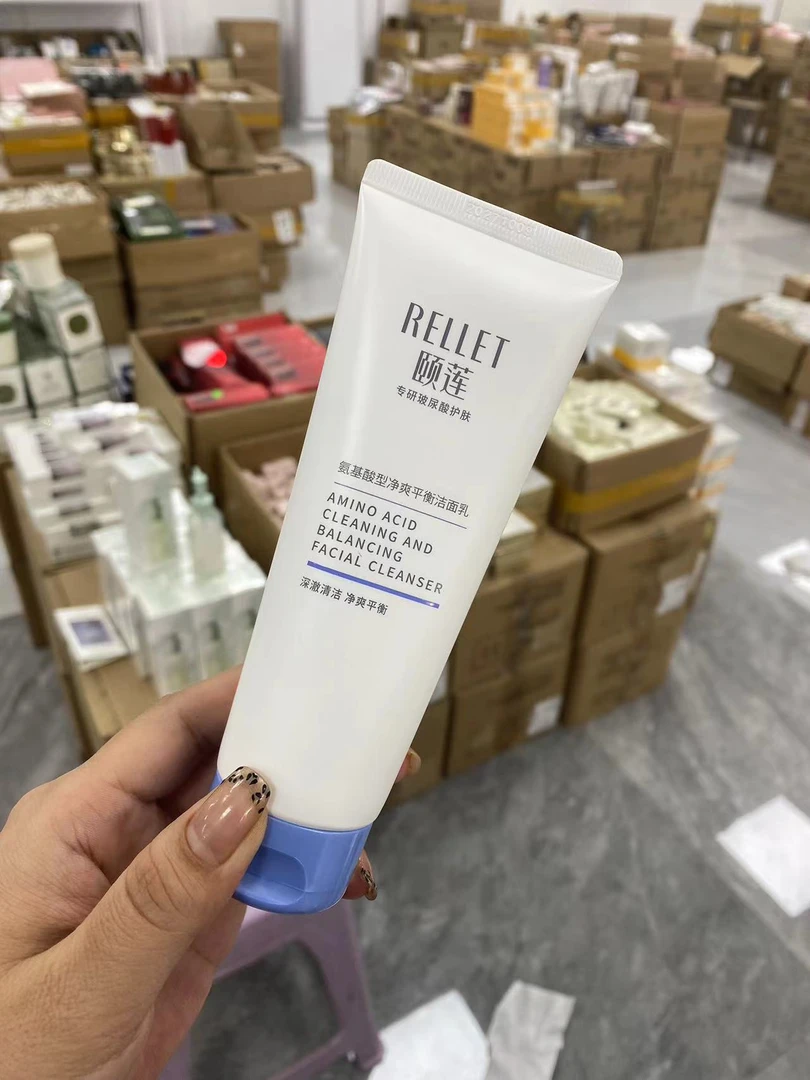 RELLET
颐莲
专研玻尿酸护肤
氨基酸型净爽平衡洁面乳
AMINO ACID
CLEANING AND
BALANCING
FACIAL CLEANSER
深澈清洁 净爽平衡